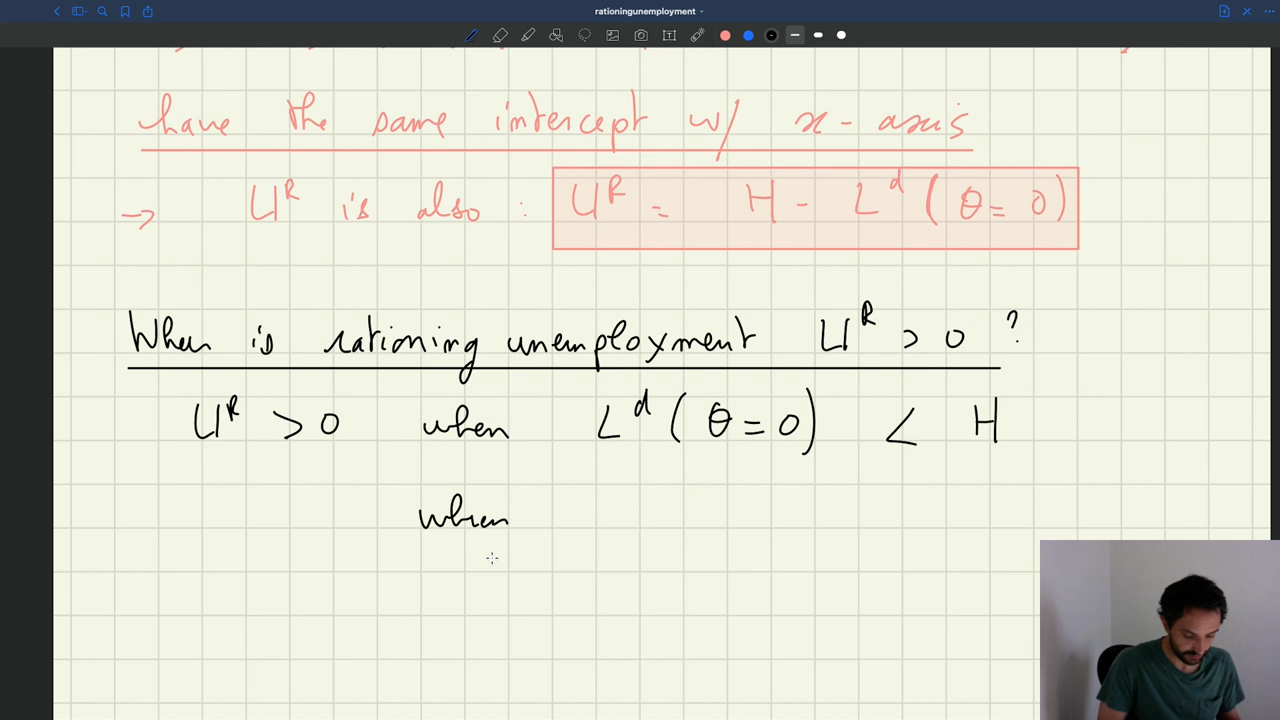 rationingunemployment
have the same intercept w/ x-axis
→ U^R is also : U^R = H - L^d (θ = 0)
When is rationing unemployment U^R > 0 ?
U^R > 0 when L^d (θ = 0) < H
when